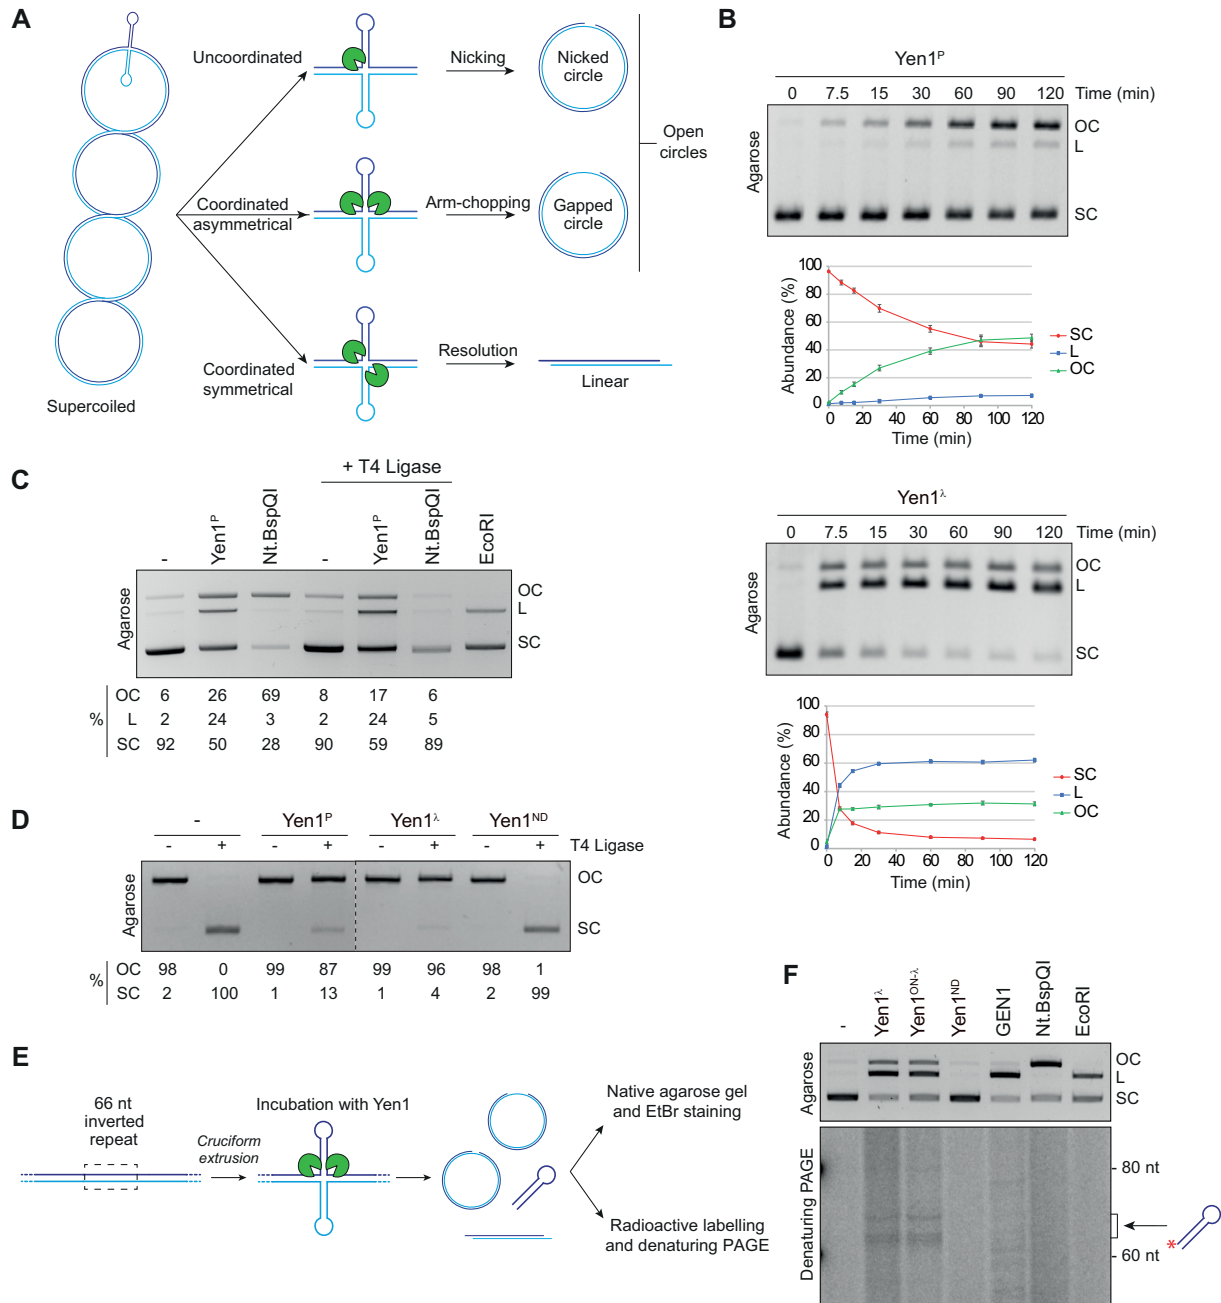 A
Uncoordinated
Nicking
Nicked
circle
Coordinated
asymmetrical
Arm-chopping
Gapped
circle
Open
circles
Coordinated
symmetrical
Resolution
Linear
Supercoiled
B
Yen1ᴾ
0 7.5 15 30 60 90 120 Time (min)
Agarose
OC
L
SC
Abundance (%)
100
80
60
40
20
0
0 20 40 60 80 100 120
Time (min)
SC
L
OC
Yen1^λ
0 7.5 15 30 60 90 120 Time (min)
Agarose
OC
L
SC
Abundance (%)
100
80
60
40
20
0
0 20 40 60 80 100 120
Time (min)
SC
L
OC
C
+ T4 Ligase
- Yen1ᴾ Nt.BspQI - Yen1ᴾ Nt.BspQI EcoRI
Agarose
OC
L
SC
%
OC 6 26 69 8 17 6
L 2 24 3 2 24 5
SC 92 50 28 90 59 89
D
- Yen1ᴾ Yen1^λ Yen1ᴺᴰ
- + - + - + - + T4 Ligase
Agarose
OC
SC
%
OC 98 0 99 87 99 96 98 1
SC 2 100 1 13 1 4 2 99
E
66 nt
inverted
repeat
Cruciform
extrusion
Incubation with Yen1
Native agarose gel
and EtBr staining
Radioactive labelling
and denaturing PAGE
F
- Yen1^λ Yen1^ON-λ Yen1ᴺᴰ GEN1 Nt.BspQI EcoRI
Agarose
OC
L
SC
Denaturing PAGE
- 80 nt
- 60 nt
*